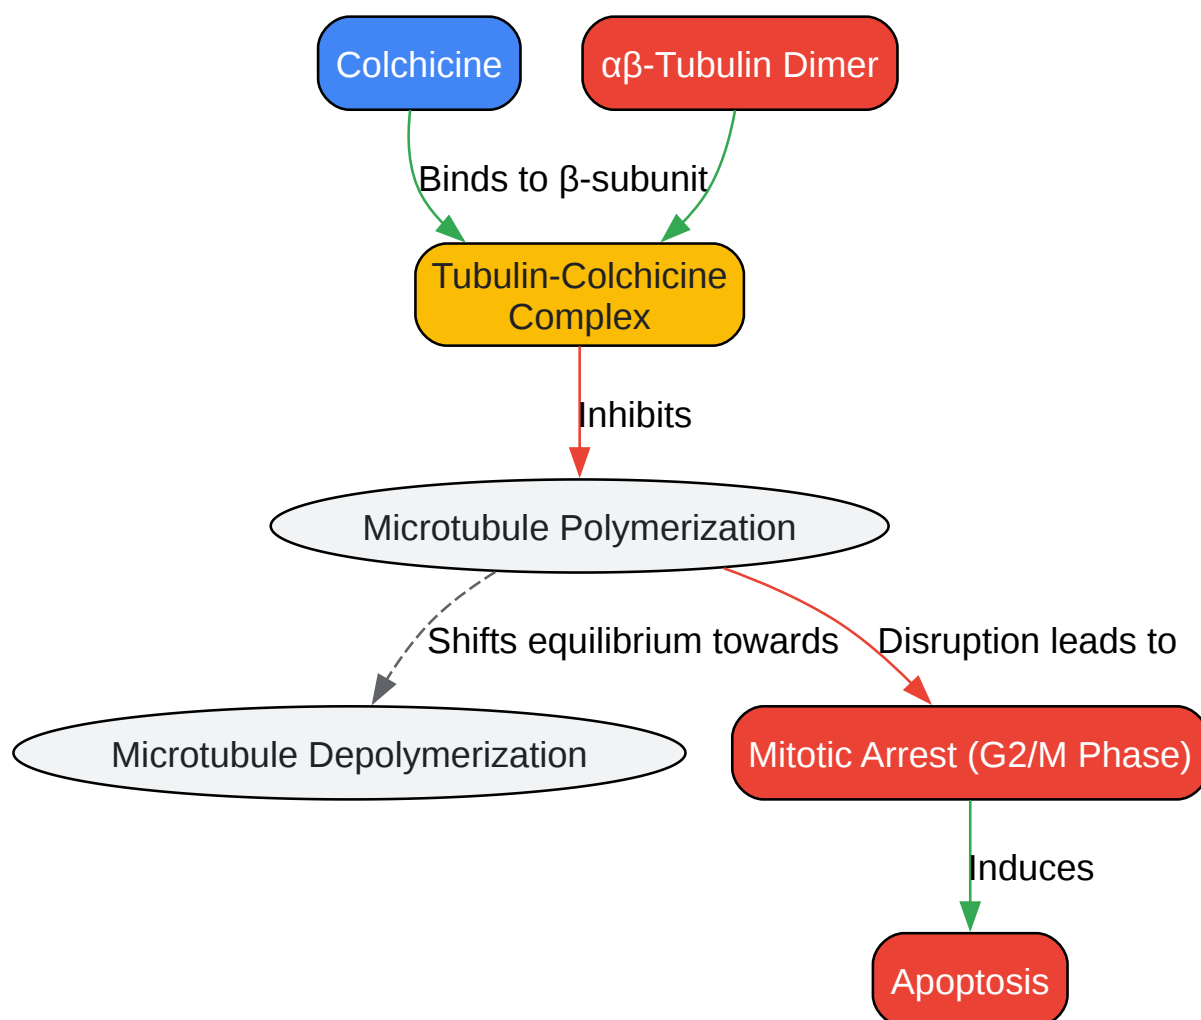 Colchicine
αβ-Tubulin Dimer
Binds to β-subunit
Tubulin-Colchicine
Complex
Inhibits
Microtubule Polymerization
Shifts equilibrium towards
Disruption leads to
Microtubule Depolymerization
Mitotic Arrest (G2/M Phase)
Induces
Apoptosis